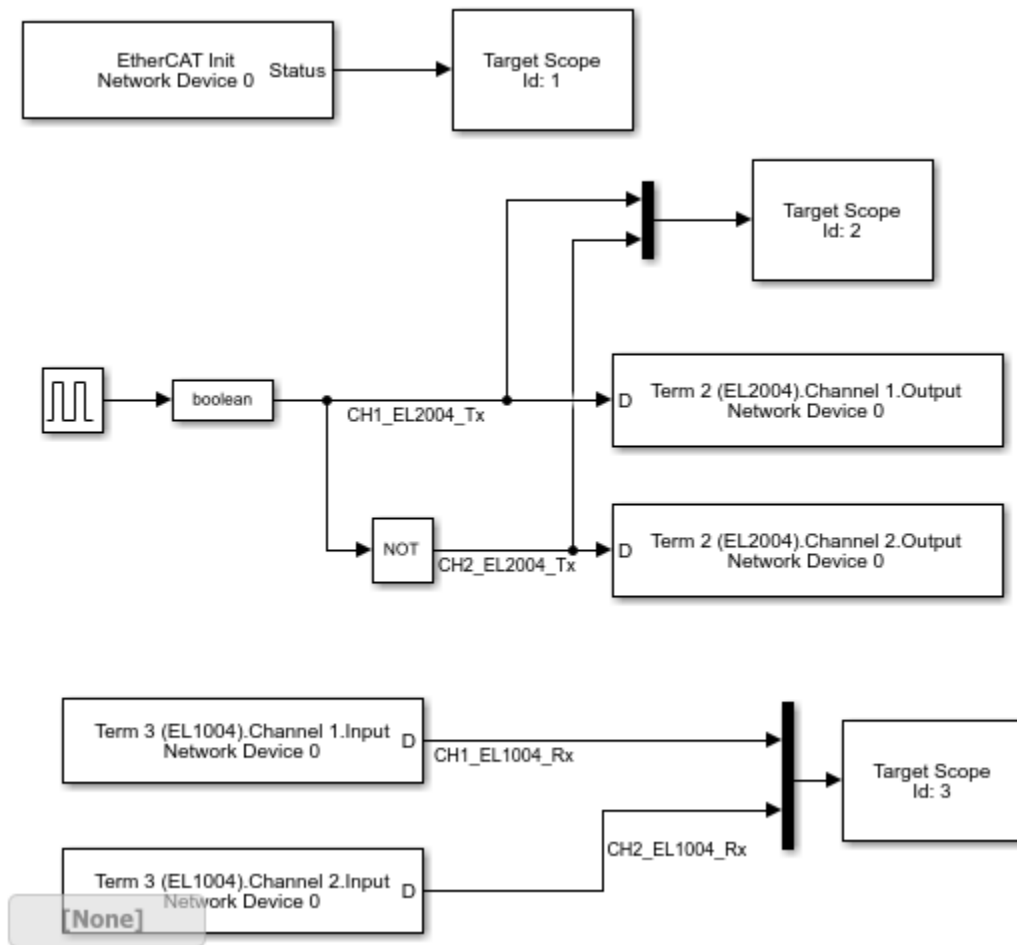 EtherCAT Init
Network Device 0
Status
Target Scope
Id: 1
Target Scope
Id: 2
boolean
CH1_EL2004_Tx
D
Term 2 (EL2004).Channel 1.Output
Network Device 0
NOT
CH2_EL2004_Tx
D
Term 2 (EL2004).Channel 2.Output
Network Device 0
Term 3 (EL1004).Channel 1.Input
Network Device 0
D
CH1_EL1004_Rx
Target Scope
Id: 3
CH2_EL1004_Rx
Term 3 (EL1004).Channel 2.Input
Network Device 0
D
[None]